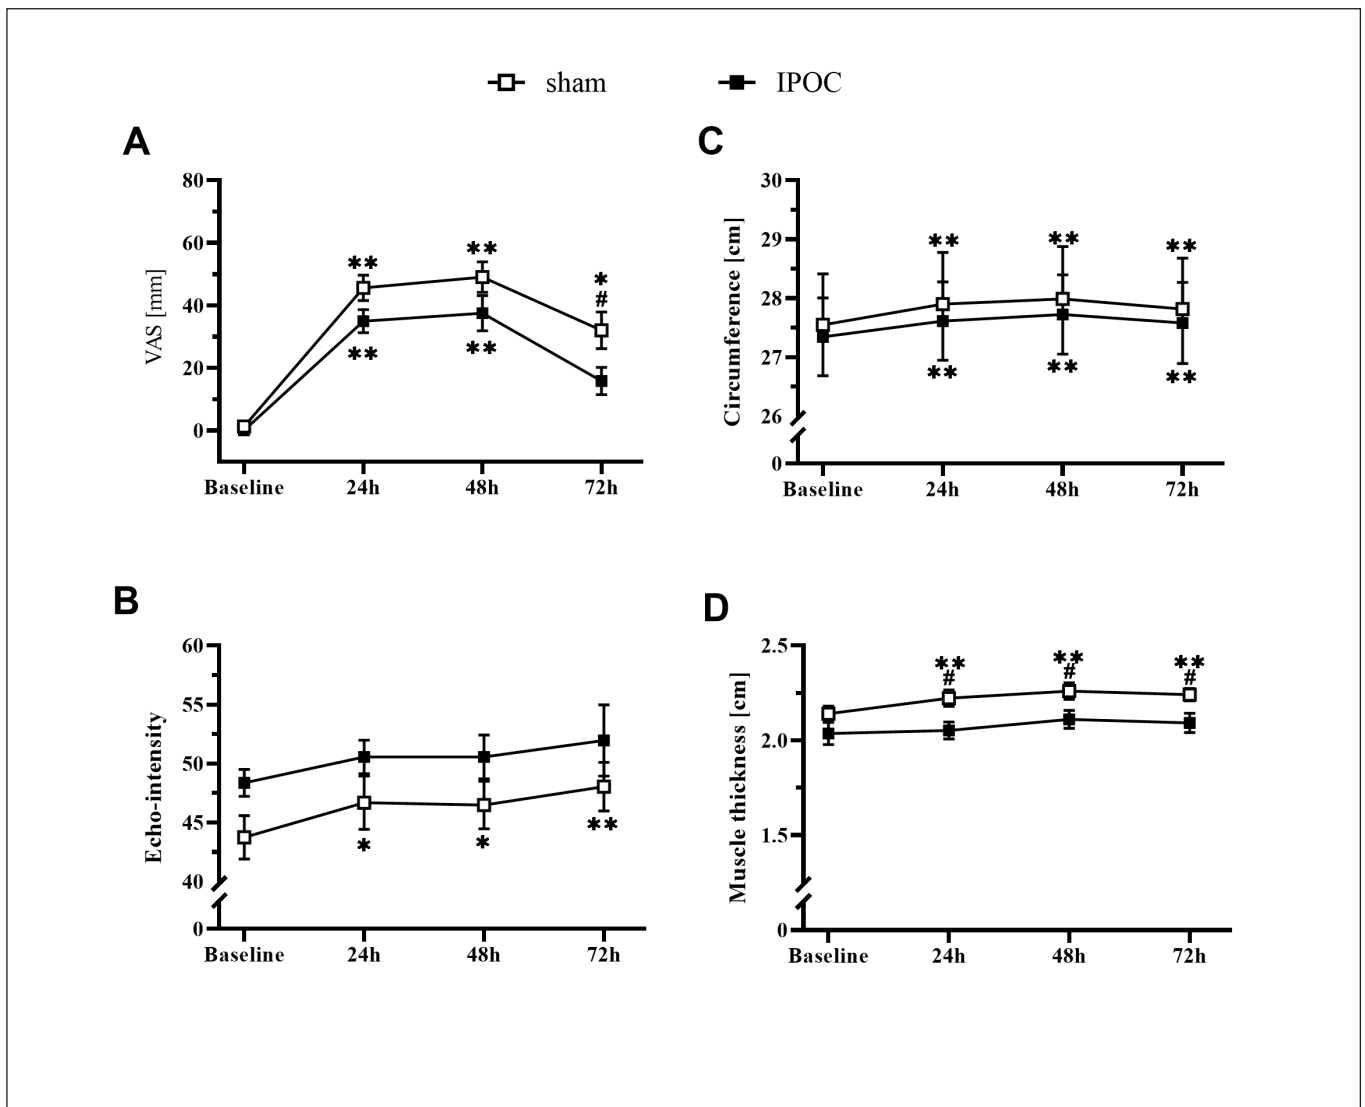 sham IPOC
A
VAS [mm]
80
60
40
20
0
** ** * #
** **
Baseline 24h 48h 72h
C
Circumference [cm]
30
29
28
27
26
0
** ** **
** ** **
Baseline 24h 48h 72h
B
Echo-intensity
60
55
50
45
40
0
* * **
Baseline 24h 48h 72h
D
Muscle thickness [cm]
2.5
2.0
1.5
0
** ** **
# # #
Baseline 24h 48h 72h